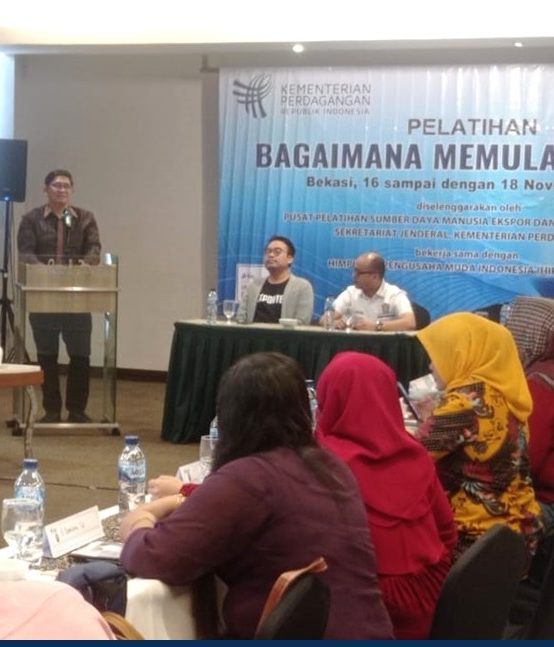 KEMENTERIAN
PERDAGANGAN
REPUBLIK INDONESIA
PELATIHAN
BAGAIMANA MEMULA
Bekasi, 16 sampai dengan 18 Nov
diselenggarakan oleh
PUSAT PELATIHAN SUMBER DAYA MANUSIA EKSPOR DAN
SEKRETARIAT JENDERAL, KEMENTERIAN PERD
bekerja sama dengan
PENGUSAHA MUDA INDONESIA